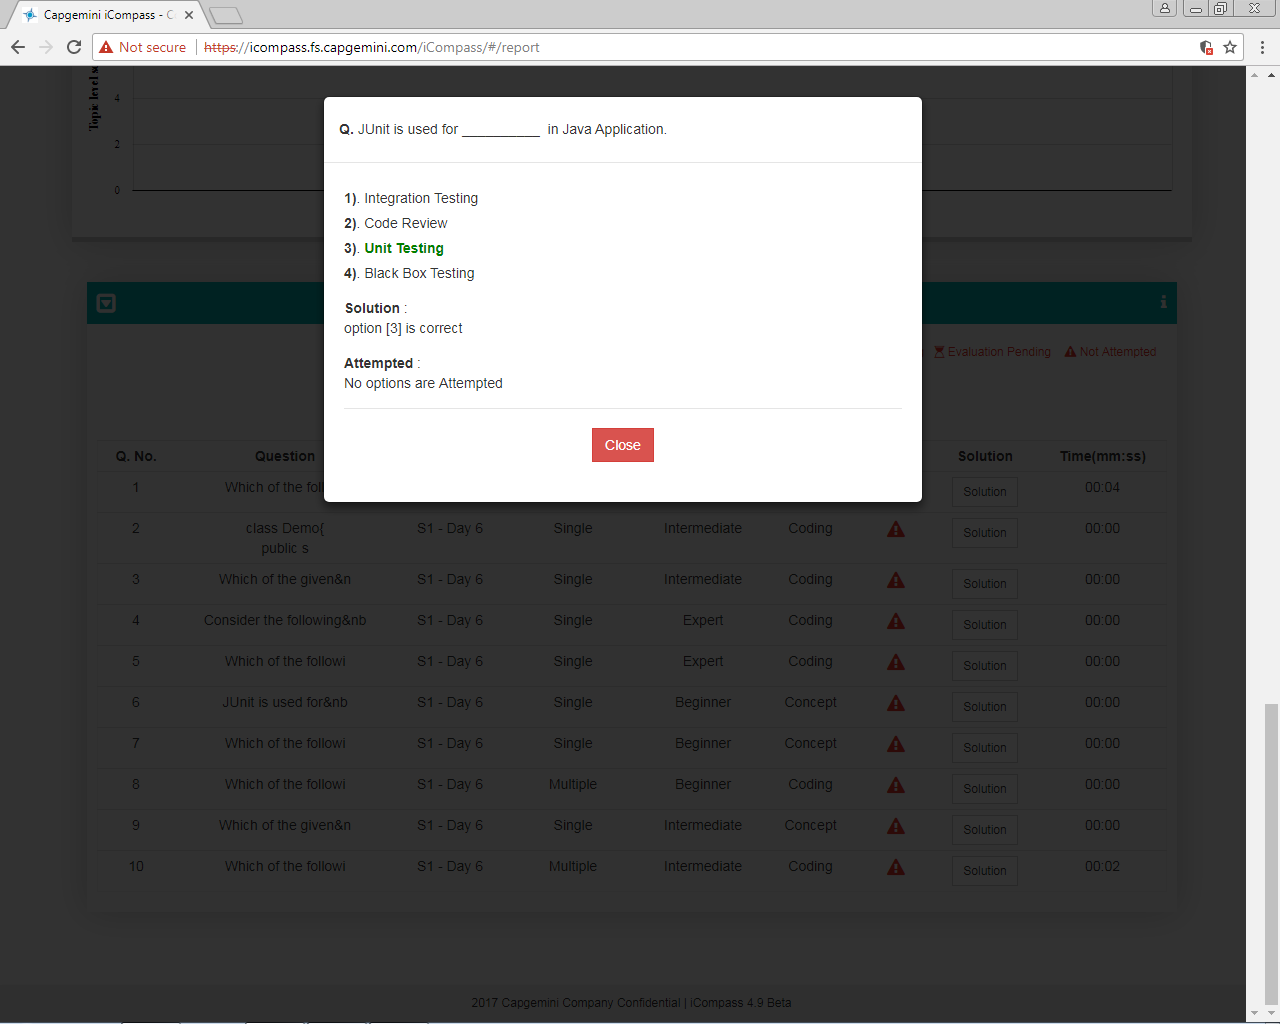 Capgemini iCompass - C
Not secure
https://icompass.fs.capgemini.com/iCompass/#/report
Topic level s
4
2
0
Q. JUnit is used for __________ in Java Application.
1). Integration Testing
2). Code Review
3). Unit Testing
4). Black Box Testing
Solution :
option [3] is correct
Attempted :
No options are Attempted
Close
Evaluation Pending Not Attempted
Q. No. Question Solution Time(mm:ss)
1 Which of the fol Solution 00:04
2 class Demo{ S1 - Day 6 Single Intermediate Coding Solution 00:00
public s
3 Which of the given&n S1 - Day 6 Single Intermediate Coding Solution 00:00
4 Consider the following&nb S1 - Day 6 Single Expert Coding Solution 00:00
5 Which of the followi S1 - Day 6 Single Expert Coding Solution 00:00
6 JUnit is used for&nb S1 - Day 6 Single Beginner Concept Solution 00:00
7 Which of the followi S1 - Day 6 Single Beginner Concept Solution 00:00
8 Which of the followi S1 - Day 6 Multiple Beginner Coding Solution 00:00
9 Which of the given&n S1 - Day 6 Single Intermediate Concept Solution 00:00
10 Which of the followi S1 - Day 6 Multiple Intermediate Coding Solution 00:02
2017 Capgemini Company Confidential | iCompass 4.9 Beta